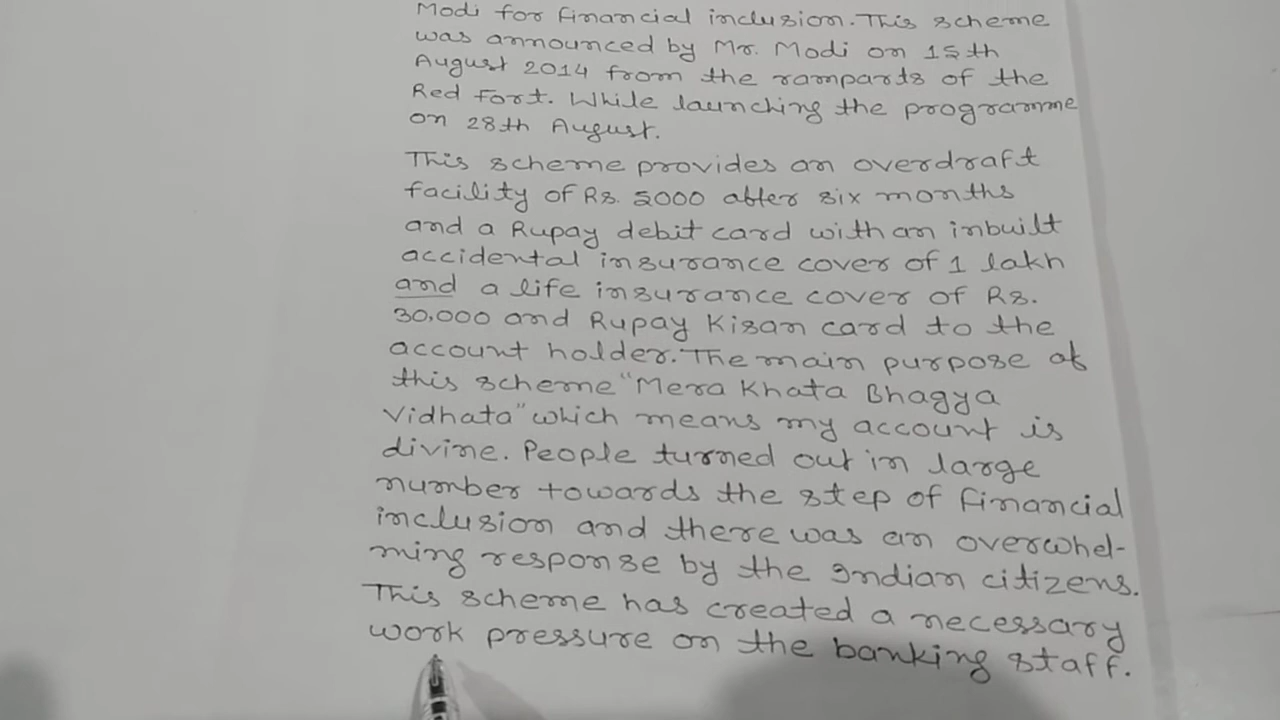 Modi for financial inclusion. This scheme
was announced by Mr. Modi on 15th
August 2014 from the ramparts of the
Red Fort. While launching the programme
on 28th August.
This scheme provides an overdraft
facility of Rs. 5000 after six months
and a Rupay debit card with an inbuilt
accidental insurance cover of 1 lakh
and a life insurance cover of Rs.
30.000 and Rupay Kisan card to the
account holder. The main purpose of
this scheme "Mera Khata Bhagya
Vidhata" which means my account is
divine. People turned out in large
number towards the step of financial
inclusion and there was an overwhel-
ming response by the Indian citizens.
This scheme has created a necessary
work pressure on the banking staff.